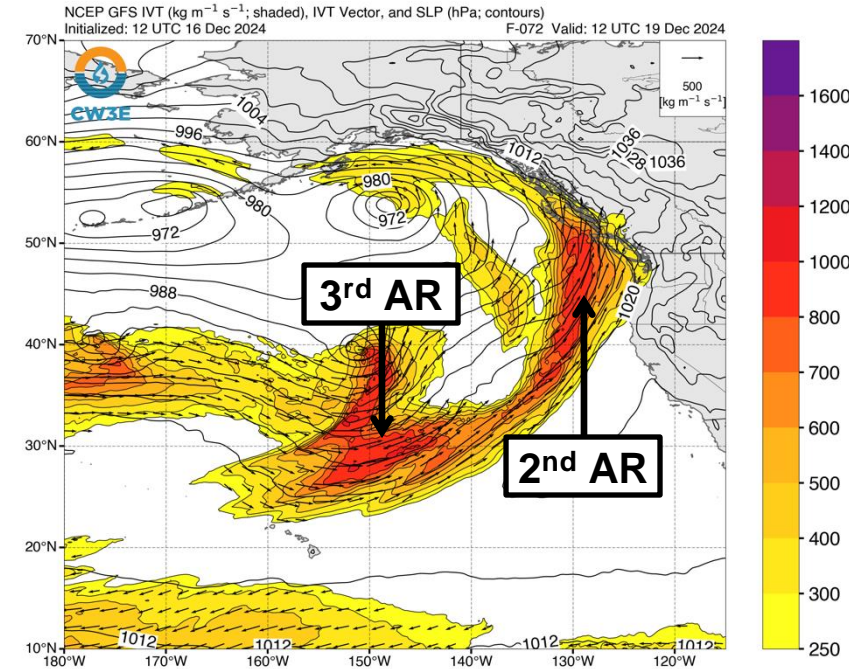 NCEP GFS IVT (kg m⁻¹ s⁻¹; shaded), IVT Vector, and SLP (hPa; contours)
Initialized: 12 UTC 16 Dec 2024 F-072 Valid: 12 UTC 19 Dec 2024
70°N
CW3E
500
[kg m⁻¹ s⁻¹]
1004
996
60°N
1012
1036
28
1036
980
980
972
972
50°N
988
3rd AR
1020
40°N
30°N
2nd AR
20°N
1012
1012
1012
1012
10°N
180°W 170°W 160°W 150°W 140°W 130°W 120°W
1600
1400
1200
1000
800
700
600
500
400
300
250